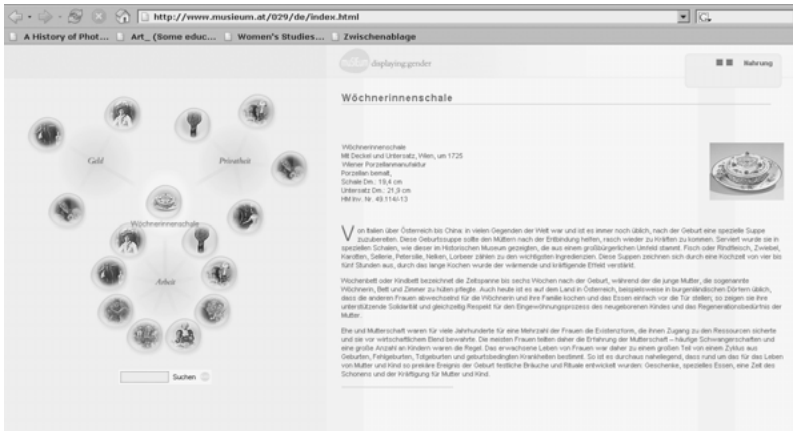 http://www.musieum.at/029/de/index.html
A History of Phot...
Art_ (Some educ...
Women's Studies...
Zwischenablage
musieum displaying:gender
Nahrung
Wöchnerinnenschale
Geld
Privatheit
Wöchnerinnenschale
Arbeit
Suchen
Wöchnerinnenschale
Mit Deckel und Untersatz, Wien, um 1725
Wiener Porzellanmanufaktur
Porzellan bemalt,
Schale Dm.: 19,4 cm
Untersatz Dm.: 21,9 cm
HM Inv. Nr. 49.114/-13
Von Italien über Österreich bis China: in vielen Gegenden der Welt war und ist es immer noch üblich, nach der Geburt eine spezielle Suppe
zuzubereiten. Diese Geburtssuppe sollte den Müttern nach der Entbindung helfen, rasch wieder zu Kräften zu kommen. Serviert wurde sie in
speziellen Schalen, wie dieser im Historischen Museum gezeigten, die aus einem großbürgerlichen Umfeld stammt. Fisch oder Rindfleisch, Zwiebel,
Karotten, Sellerie, Petersilie, Nelken, Lorbeer zählen zu den wichtigsten Ingredienzien. Diese Suppen zeichnen sich durch eine Kochzeit von vier bis
fünf Stunden aus, durch das lange Kochen wurde der wärmende und kräftigende Effekt verstärkt.
Wochenbett oder Kindbett bezeichnet die Zeitspanne bis sechs Wochen nach der Geburt, während der die junge Mutter, die sogenannte
Wöchnerin, Bett und Zimmer zu hüten pflegte. Auch heute ist es auf dem Land in Österreich, beispielsweise in burgenländischen Dörfern üblich,
dass die anderen Frauen abwechselnd für die Wöchnerin und ihre Familie kochen und das Essen einfach vor die Tür stellen; so zeigen sie ihre
unterstützende Solidarität und gleichzeitig Respekt für den Eingewöhnungsprozess des neugeborenen Kindes und das Regenerationsbedürfnis der
Mutter.
Ehe und Mutterschaft waren für viele Jahrhunderte für eine Mehrzahl der Frauen die Existenzform, die ihnen Zugang zu den Ressourcen sicherte
und sie vor wirtschaftlichem Elend bewahrte. Die meisten Frauen teilten daher die Erfahrung der Mutterschaft – häufige Schwangerschaften und
eine große Anzahl an Kindern waren die Regel. Das erwachsene Leben von Frauen war daher zu einem großen Teil von einem Zyklus aus
Geburten, Fehlgeburten, Totgeburten und geburtsbedingten Krankheiten bestimmt. So ist es durchaus naheliegend, dass rund um das für das Leben
von Mutter und Kind so prekäre Ereignis der Geburt festliche Bräuche und Rituale entwickelt wurden: Geschenke, spezielles Essen, eine Zeit des
Schonens und der Kräftigung für Mutter und Kind.